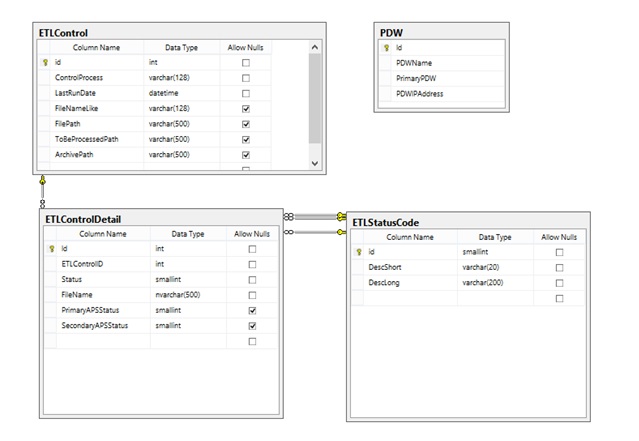 ETLControl
Column Name Data Type Allow Nulls
id int
ControlProcess varchar(128)
LastRunDate datetime
FileNameLike varchar(128)
FilePath varchar(500)
ToBeProcessedPath varchar(500)
ArchivePath varchar(500)
PDW
Id
PDWName
PrimaryPDW
PDWIPAddress
ETLControlDetail
Column Name Data Type Allow Nulls
Id int
ETLControlID int
Status smallint
FileName nvarchar(500)
PrimaryAPSStatus smallint
SecondaryAPSStatus smallint
ETLStatusCode
Column Name Data Type Allow Nulls
id smallint
DescShort varchar(20)
DescLong varchar(200)